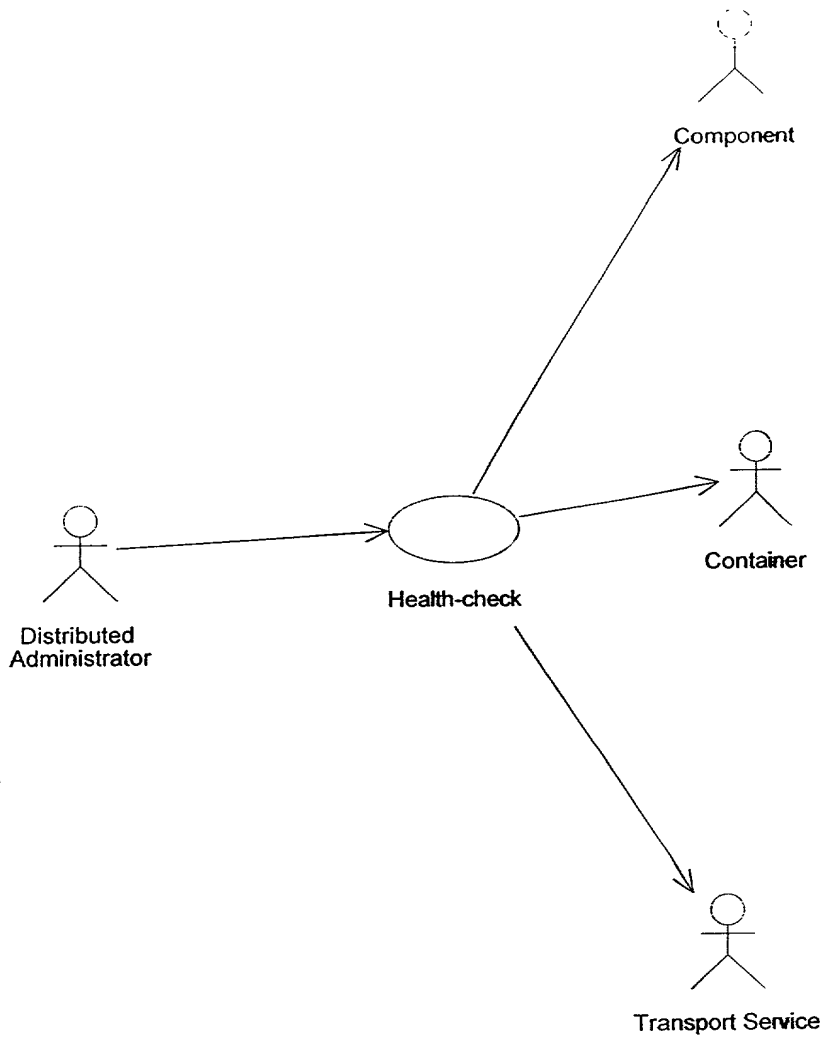 Component
Container
Health-check
Distributed
Administrator
Transport Service